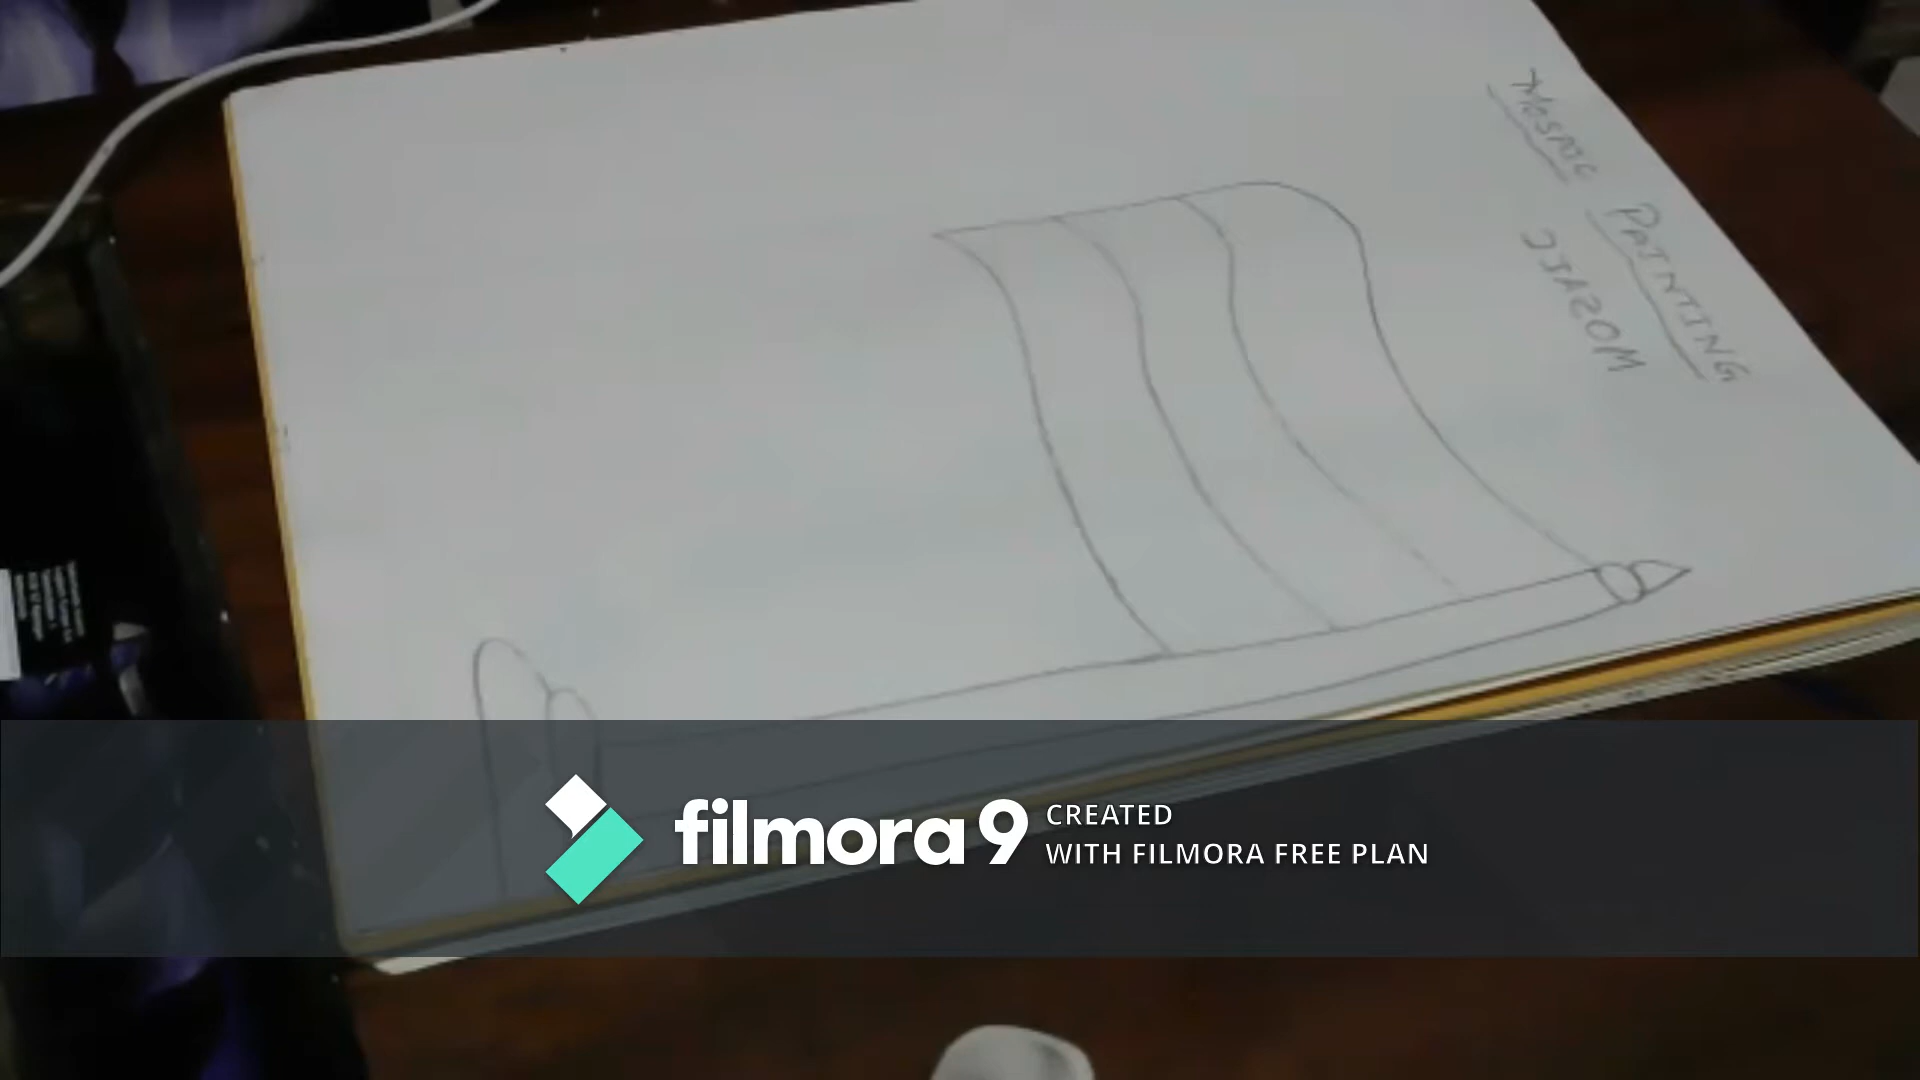 MOSAIC PAINTING
MOSAIC
filmora9
CREATED
WITH FILMORA FREE PLAN